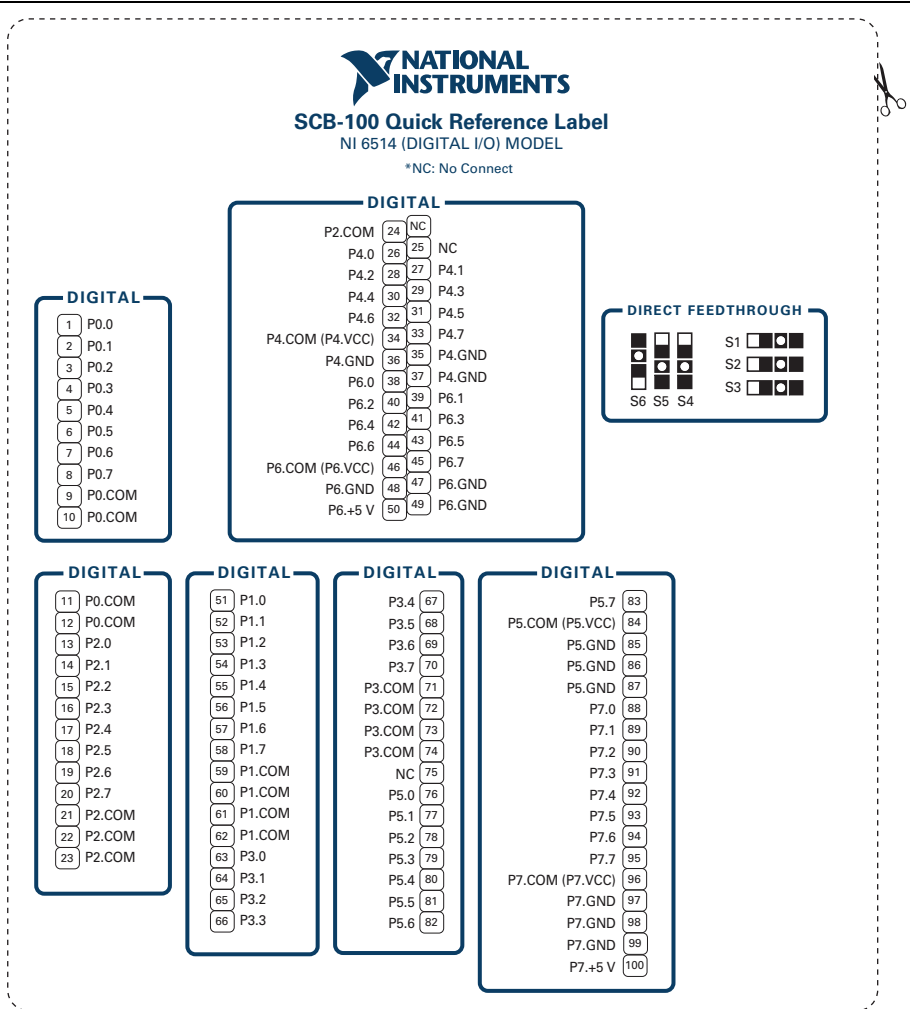 NATIONAL
INSTRUMENTS
SCB-100 Quick Reference Label
NI 6514 (DIGITAL I/O) MODEL
*NC: No Connect
DIGITAL
P2.COM 24 NC
P4.0 26 25 NC
P4.2 28 27 P4.1
P4.4 30 29 P4.3
P4.6 32 31 P4.5
P4.COM (P4.VCC) 34 33 P4.7
P4.GND 36 35 P4.GND
P6.0 38 37 P4.GND
P6.2 40 39 P6.1
P6.4 42 41 P6.3
P6.6 44 43 P6.5
P6.COM (P6.VCC) 46 45 P6.7
P6.GND 48 47 P6.GND
P6.+5 V 50 49 P6.GND
DIGITAL
1 P0.0
2 P0.1
3 P0.2
4 P0.3
5 P0.4
6 P0.5
7 P0.6
8 P0.7
9 P0.COM
10 P0.COM
DIRECT FEEDTHROUGH
S1
S2
S3
S6 S5 S4
DIGITAL
11 P0.COM
12 P0.COM
13 P2.0
14 P2.1
15 P2.2
16 P2.3
17 P2.4
18 P2.5
19 P2.6
20 P2.7
21 P2.COM
22 P2.COM
23 P2.COM
DIGITAL
51 P1.0
52 P1.1
53 P1.2
54 P1.3
55 P1.4
56 P1.5
57 P1.6
58 P1.7
59 P1.COM
60 P1.COM
61 P1.COM
62 P1.COM
63 P3.0
64 P3.1
65 P3.2
66 P3.3
DIGITAL
P3.4 67
P3.5 68
P3.6 69
P3.7 70
P3.COM 71
P3.COM 72
P3.COM 73
P3.COM 74
NC 75
P5.0 76
P5.1 77
P5.2 78
P5.3 79
P5.4 80
P5.5 81
P5.6 82
DIGITAL
P5.7 83
P5.COM (P5.VCC) 84
P5.GND 85
P5.GND 86
P5.GND 87
P7.0 88
P7.1 89
P7.2 90
P7.3 91
P7.4 92
P7.5 93
P7.6 94
P7.7 95
P7.COM (P7.VCC) 96
P7.GND 97
P7.GND 98
P7.GND 99
P7.+5 V 100